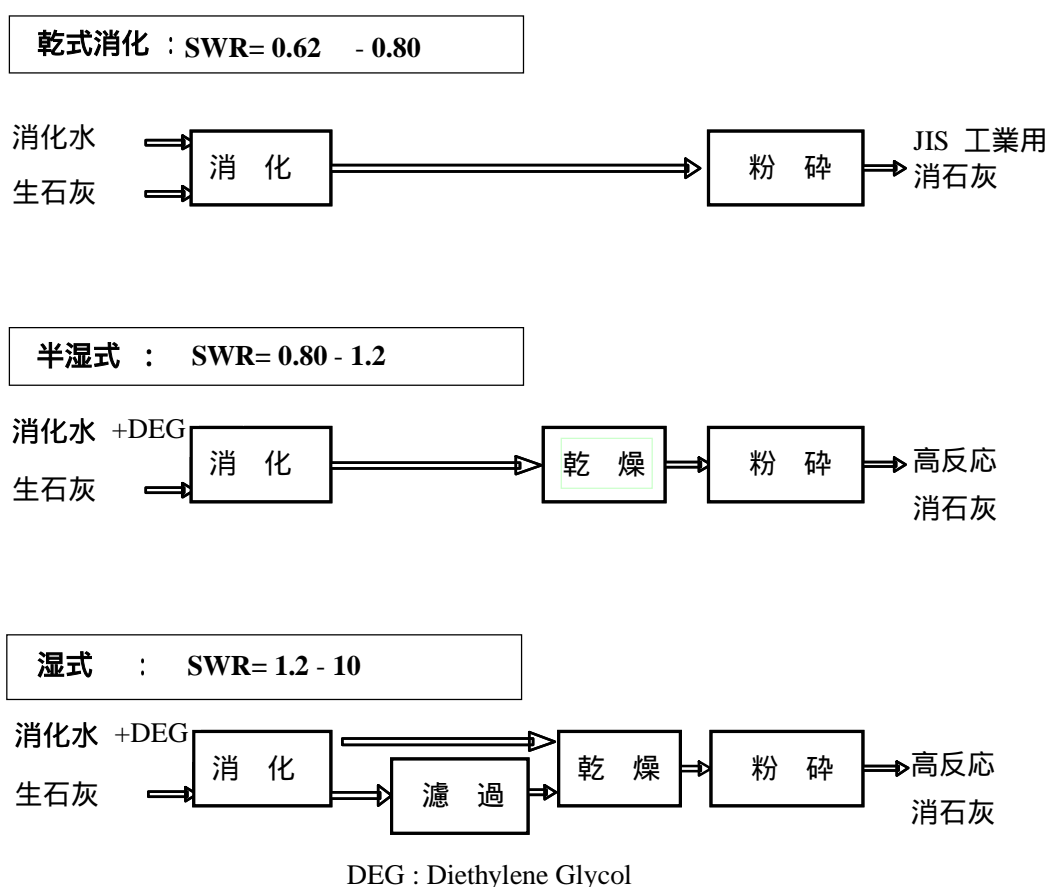 乾式消化 : SWR= 0.62 - 0.80
消化水
生石灰
消 化
粉 砕
JIS 工業用
消石灰
半湿式 : SWR= 0.80 - 1.2
消化水 +DEG
生石灰
消 化
乾 燥
粉 砕
高反応
消石灰
湿式 : SWR= 1.2 - 10
消化水 +DEG
生石灰
消 化
濾 過
乾 燥
粉 砕
高反応
消石灰
DEG : Diethylene Glycol